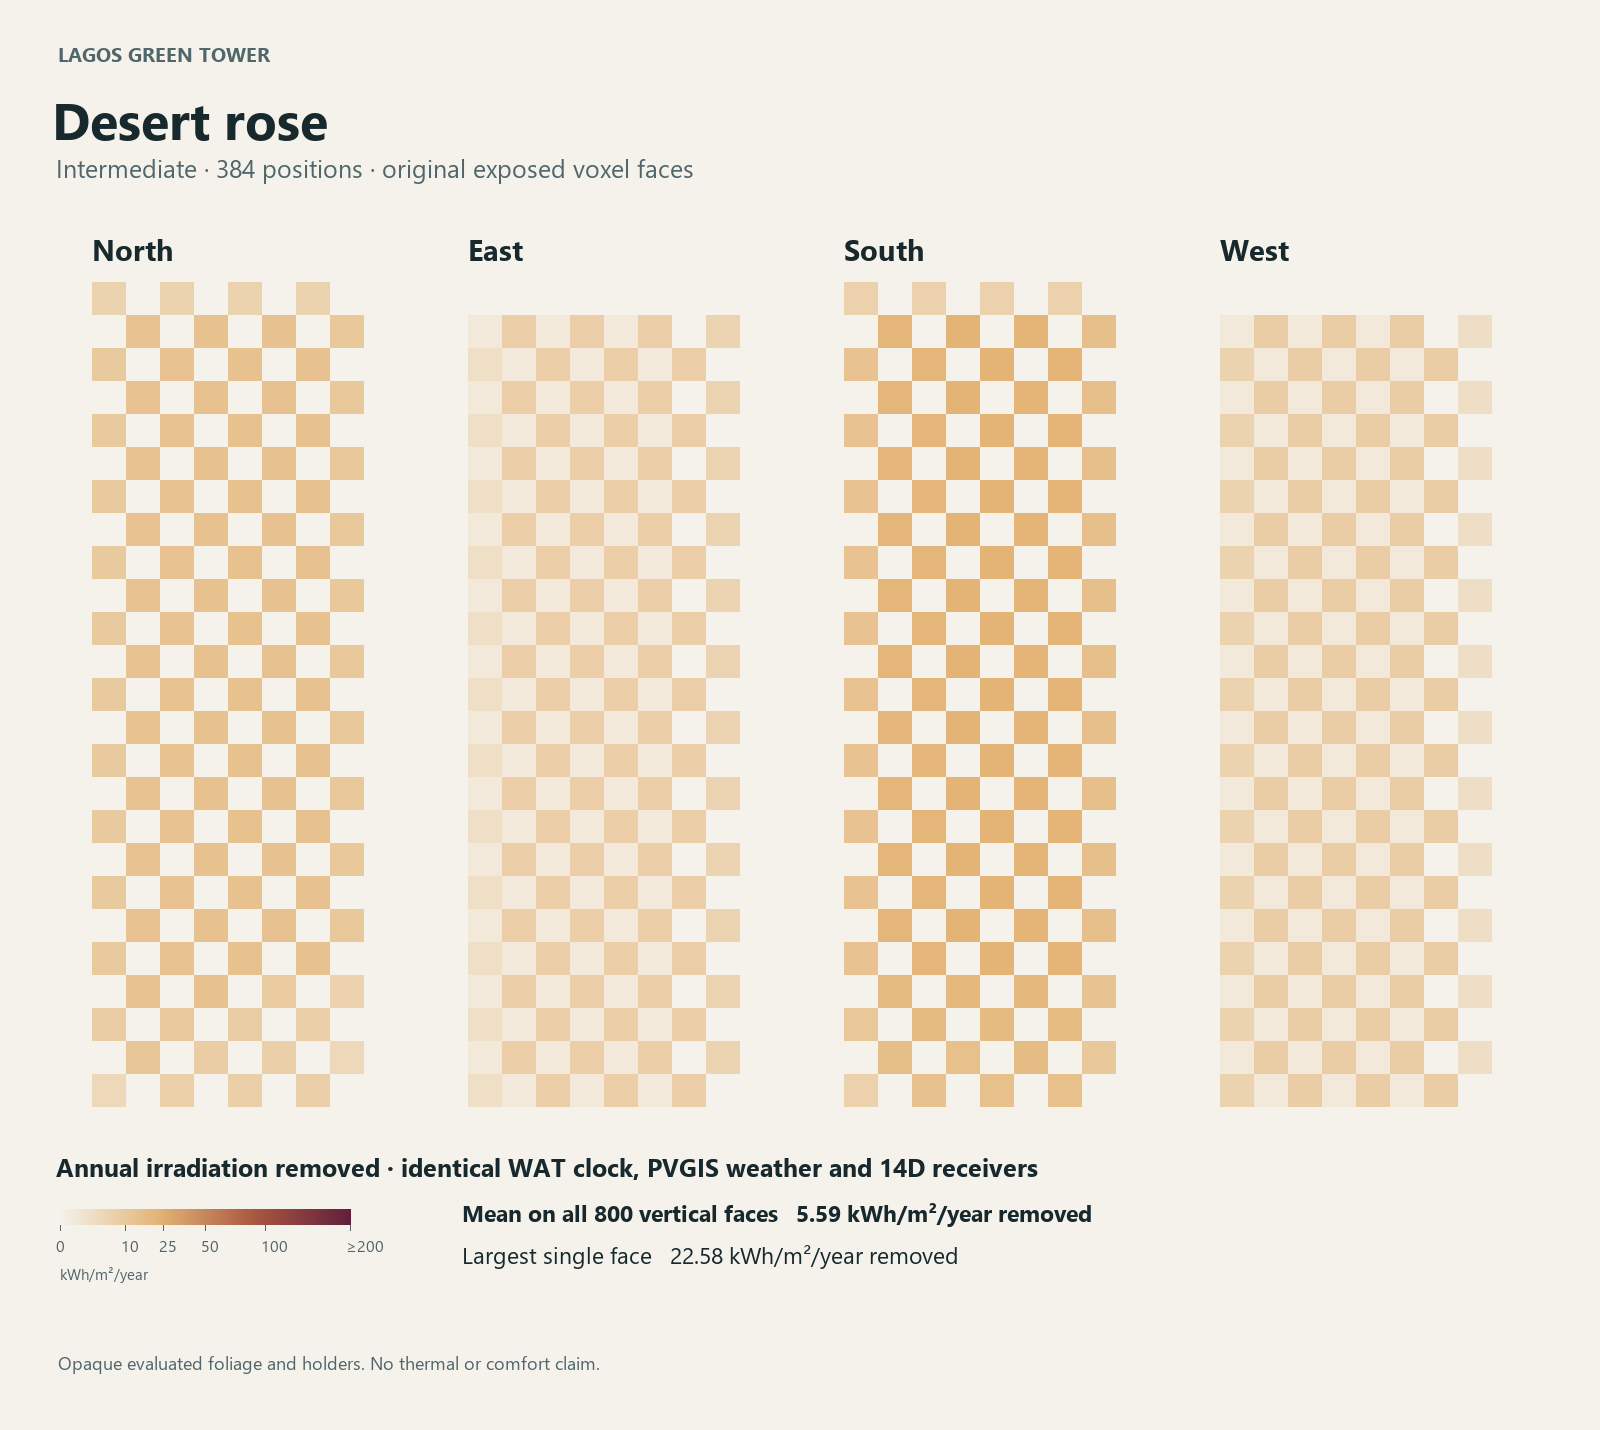 LAGOS GREEN TOWER
Desert rose
Intermediate · 384 positions · original exposed voxel faces
North East South West
Annual irradiation removed · identical WAT clock, PVGIS weather and 14D receivers
Mean on all 800 vertical faces 5.59 kWh/m²/year removed
0 10 25 50 100 ≥200
Largest single face 22.58 kWh/m²/year removed
kWh/m²/year
Opaque evaluated foliage and holders. No thermal or comfort claim.